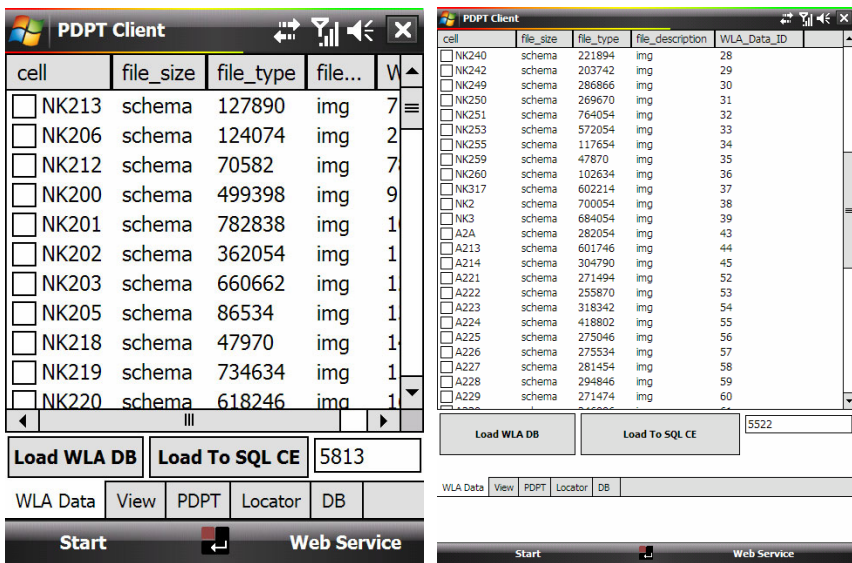 PDPT Client
cell file_size file_type file...
NK213 schema 127890 img 7
NK206 schema 124074 img 2
NK212 schema 70582 img
NK200 schema 499398 img 9
NK201 schema 782838 img
NK202 schema 362054 img
NK203 schema 660662 img
NK205 schema 86534 img
NK218 schema 47970 img
NK219 schema 734634 img
NK220 schema 618246 img
Load WLA DB Load To SQL CE 5813
WLA Data View PDPT Locator DB
Start Web Service
PDPT Client
cell file_size file_type file_description WLA_Data_ID
NK240 schema 221894 img 28
NK242 schema 203742 img 29
NK249 schema 286866 img 30
NK250 schema 269670 img 31
NK251 schema 764054 img 32
NK253 schema 572054 img 33
NK255 schema 117654 img 34
NK259 schema 47870 img 35
NK260 schema 102634 img 36
NK317 schema 602214 img 37
NK2 schema 700054 img 38
NK3 schema 684054 img 39
A2A schema 282054 img 43
A213 schema 601746 img 44
A214 schema 304790 img 45
A221 schema 271494 img 52
A222 schema 255870 img 53
A223 schema 318342 img 54
A224 schema 418802 img 55
A225 schema 275046 img 56
A226 schema 275534 img 57
A227 schema 281454 img 58
A228 schema 294846 img 59
A229 schema 271474 img 60
Load WLA DB Load To SQL CE 5522
WLA Data View PDPT Locator DB
Start Web Service